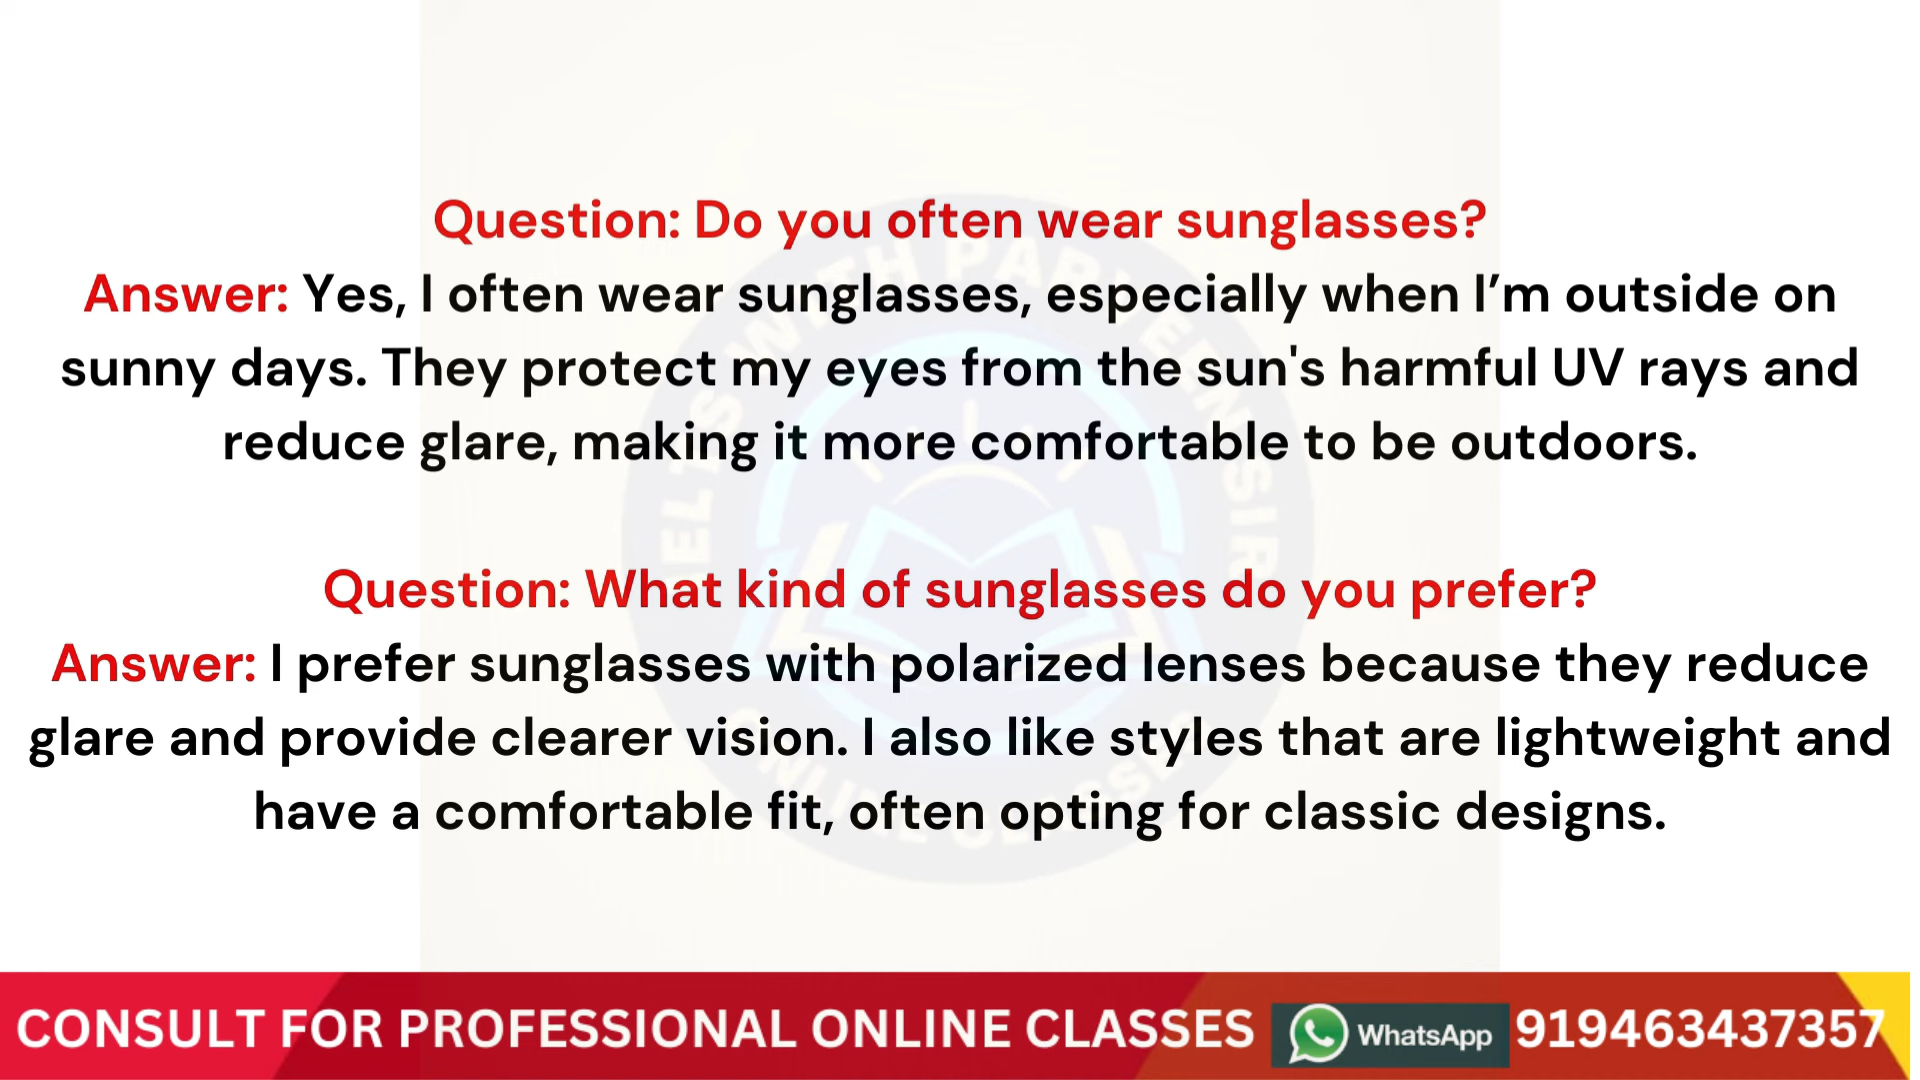 Question: Do you often wear sunglasses?
Answer: Yes, I often wear sunglasses, especially when I’m outside on
sunny days. They protect my eyes from the sun's harmful UV rays and
reduce glare, making it more comfortable to be outdoors.
Question: What kind of sunglasses do you prefer?
Answer: I prefer sunglasses with polarized lenses because they reduce
glare and provide clearer vision. I also like styles that are lightweight and
have a comfortable fit, often opting for classic designs.
CONSULT FOR PROFESSIONAL ONLINE CLASSES WhatsApp 919463437357